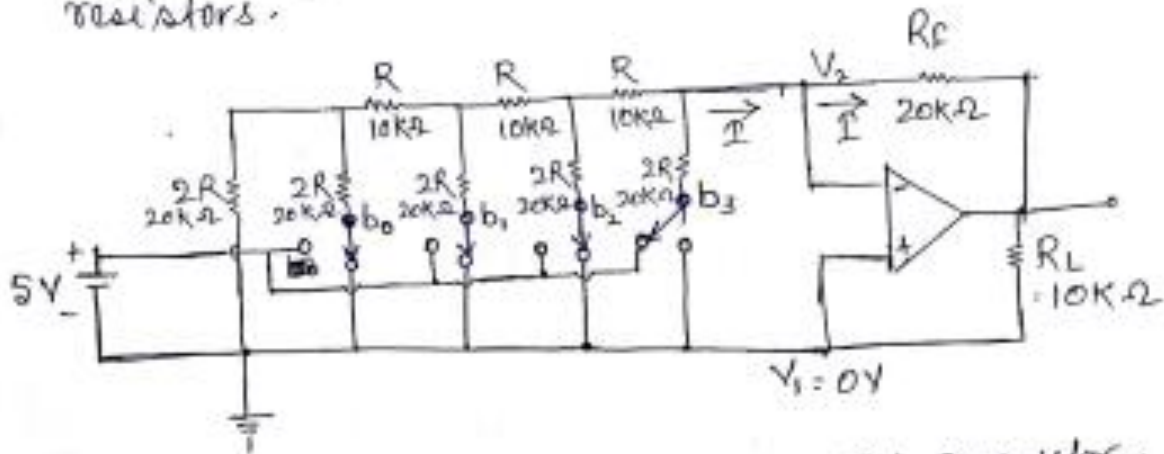 resistors.
Rf
R R R V2
10KΩ 10KΩ 10KΩ I I 20KΩ
2R 2R 2R 2R 2R
20KΩ 20KΩ b0 20KΩ b1 20KΩ b2 20KΩ b3
-
+
+
5V
-
RL
=10KΩ
V1=0V